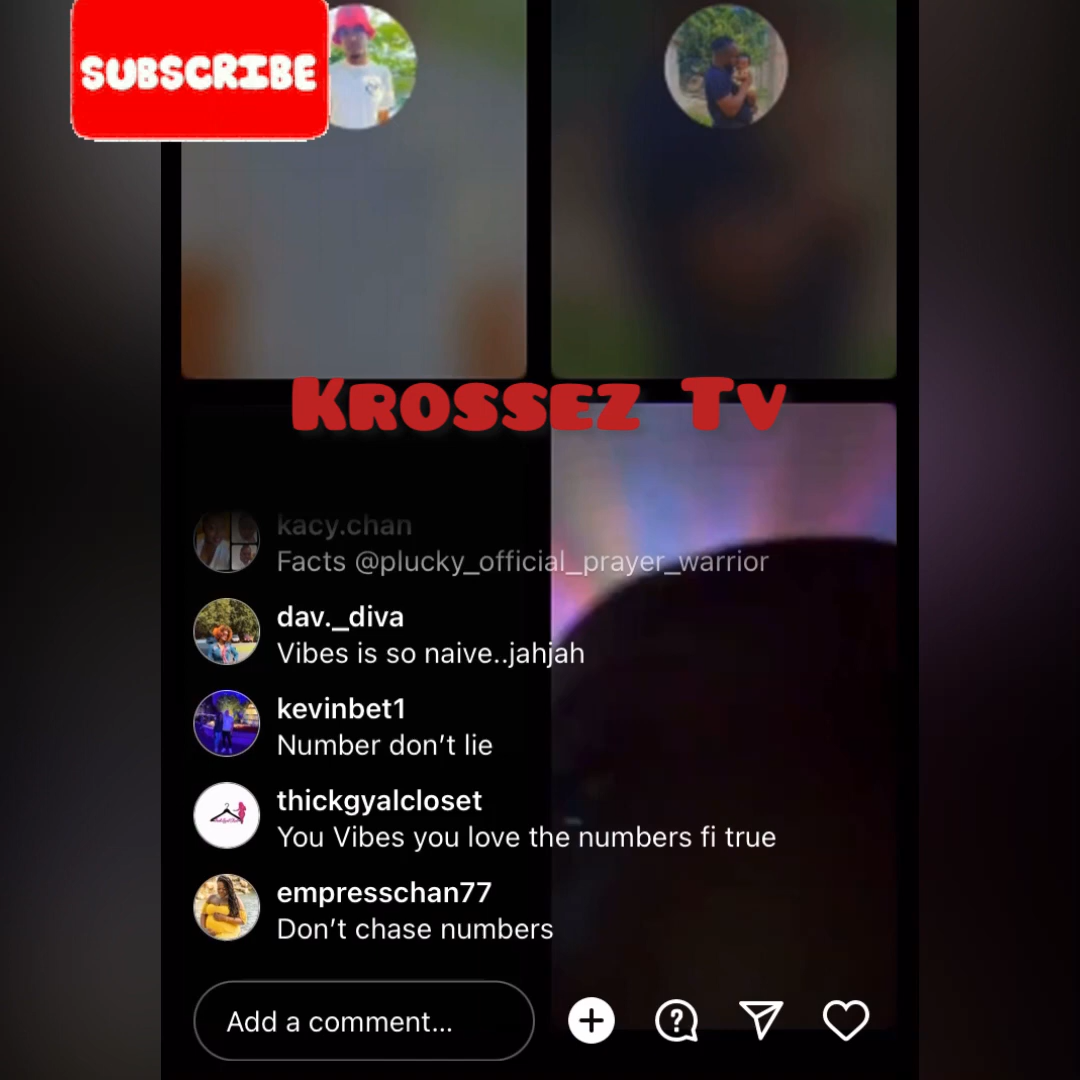 SUBSCRIBE
KROSSEZ TV
kacy.chan
Facts @plucky_official_prayer_warrior
dav._diva
Vibes is so naive..jahjah
kevinbet1
Number don’t lie
thickgyalcloset
You Vibes you love the numbers fi true
empresschan77
Don’t chase numbers
Add a comment...